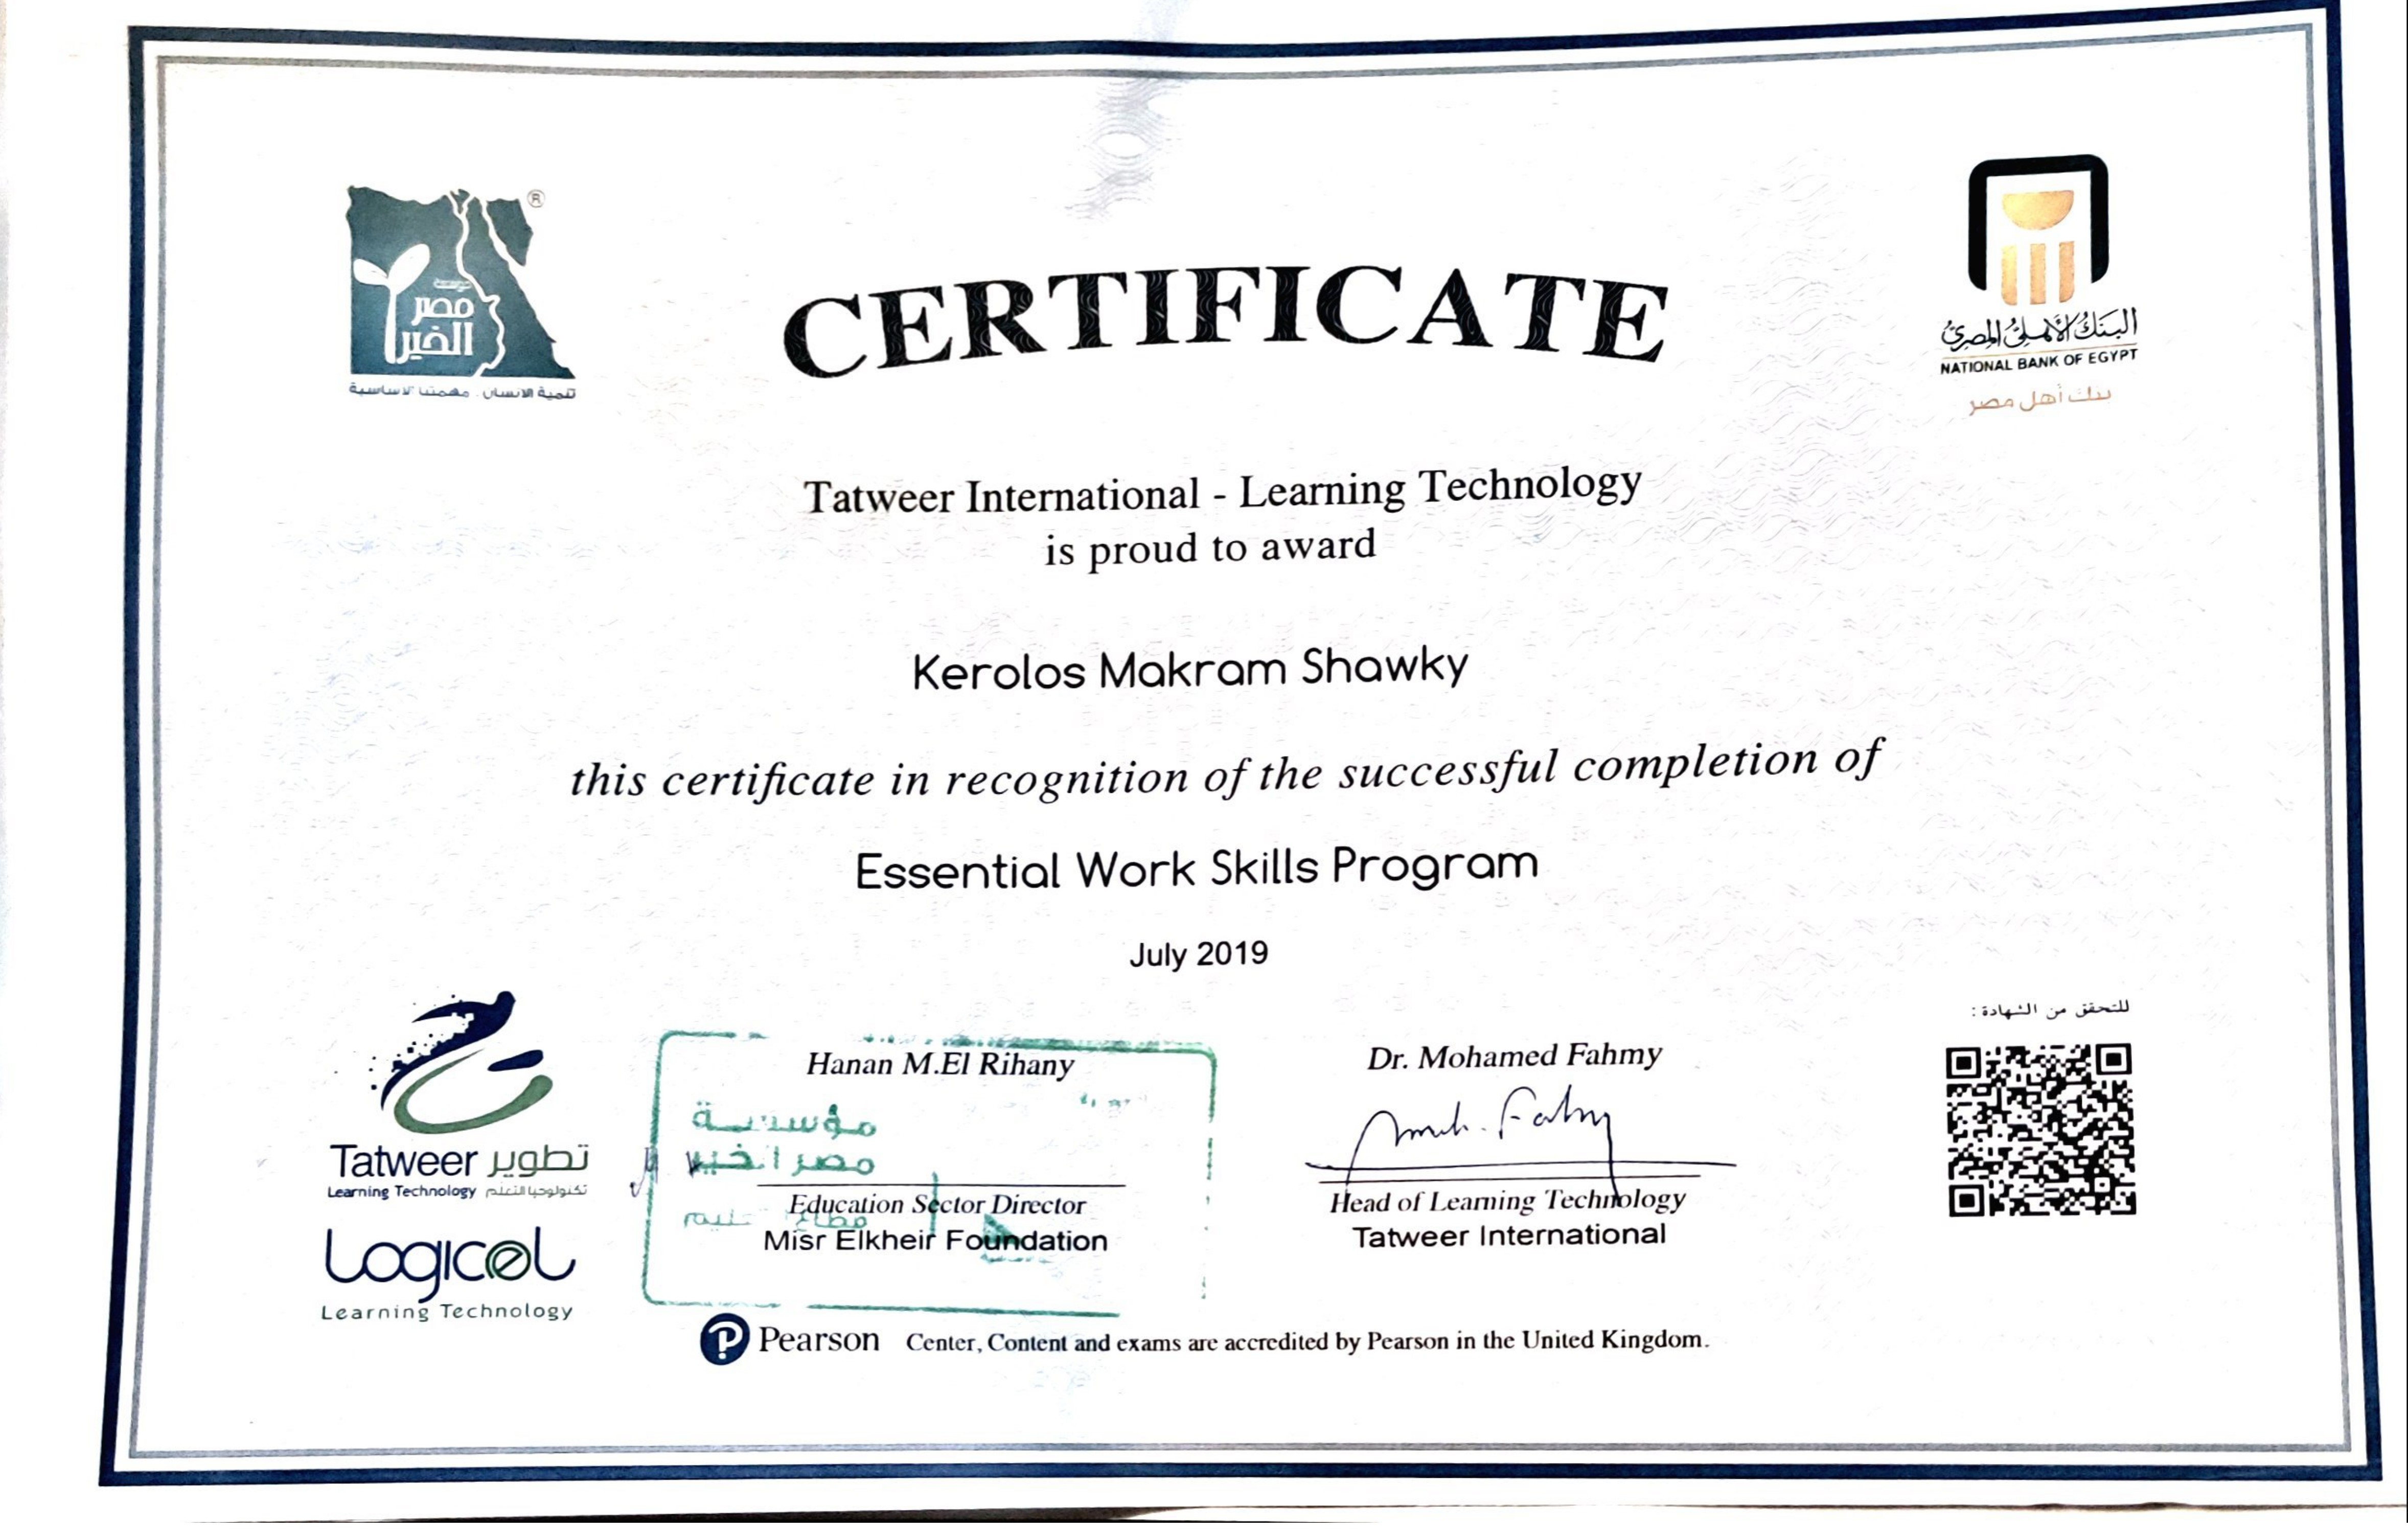 ®
مؤسسة
مصر
الخير
تنمية الانسان . مهمتنا الاساسية
CERTIFICATE
البنك الأهلي المصري
NATIONAL BANK OF EGYPT
بنك أهل مصر
Tatweer International - Learning Technology
is proud to award
Kerolos Makram Shawky
this certificate in recognition of the successful completion of
Essential Work Skills Program
July 2019
Tatweer تطوير
Learning Technology تكنولوجيا التعلم
Logicel
Learning Technology
Hanan M.El Rihany
مؤسسة
مصر الخير
Education Sector Director
Misr Elkheir Foundation
Dr. Mohamed Fahmy
Head of Learning Technology
Tatweer International
للتحقق من الشهادة :
Pearson Center, Content and exams are accredited by Pearson in the United Kingdom.